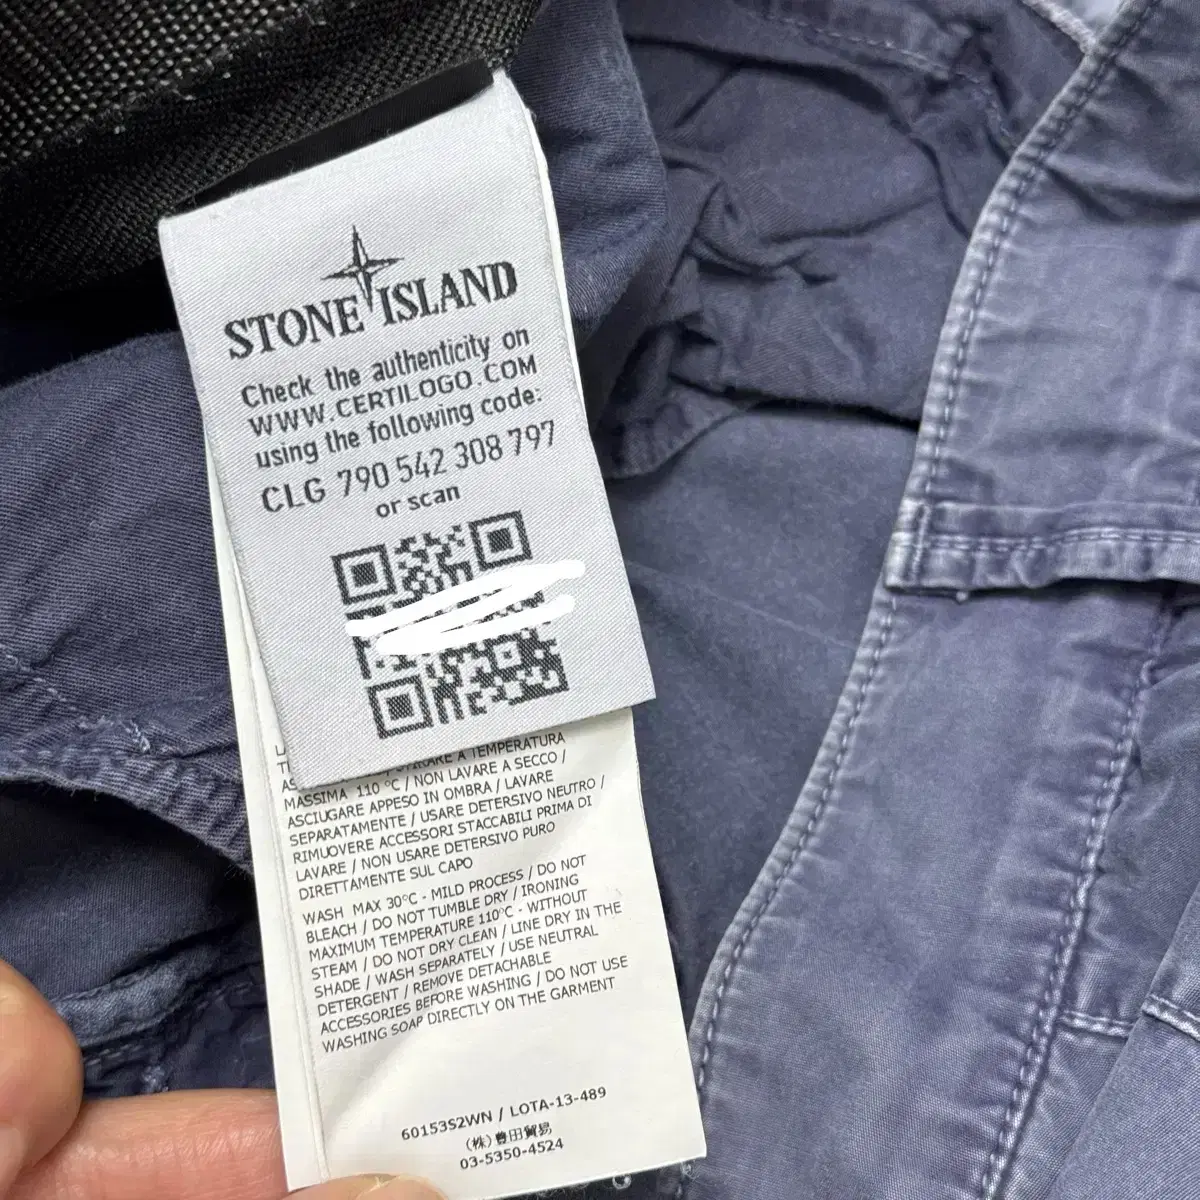 STONE ISLAND
Check the authenticity on
WWW.CERTILOGO.COM
using the following code:
CLG 790 542 308 797
or scan
A TEMPERATURA
MASSIMA 110 °C / NON LAVARE A SECCO /
ASCIUGARE APPESO IN OMBRA / LAVARE
SEPARATAMENTE / USARE DETERSIVO NEUTRO /
RIMUOVERE ACCESSORI STACCABILI PRIMA DI
LAVARE / NON USARE DETERSIVO PURO
DIRETTAMENTE SUL CAPO
WASH MAX 30°C - MILD PROCESS / DO NOT
BLEACH / DO NOT TUMBLE DRY / IRONING
MAXIMUM TEMPERATURE 110°C - WITHOUT
STEAM / DO NOT DRY CLEAN / LINE DRY IN THE
SHADE / WASH SEPARATELY / USE NEUTRAL
DETERGENT / REMOVE DETACHABLE
ACCESSORIES BEFORE WASHING / DO NOT USE
WASHING SOAP DIRECTLY ON THE GARMENT
60153S2WN / LOTA-13-489
(株)豊田貿易
03-5350-4524